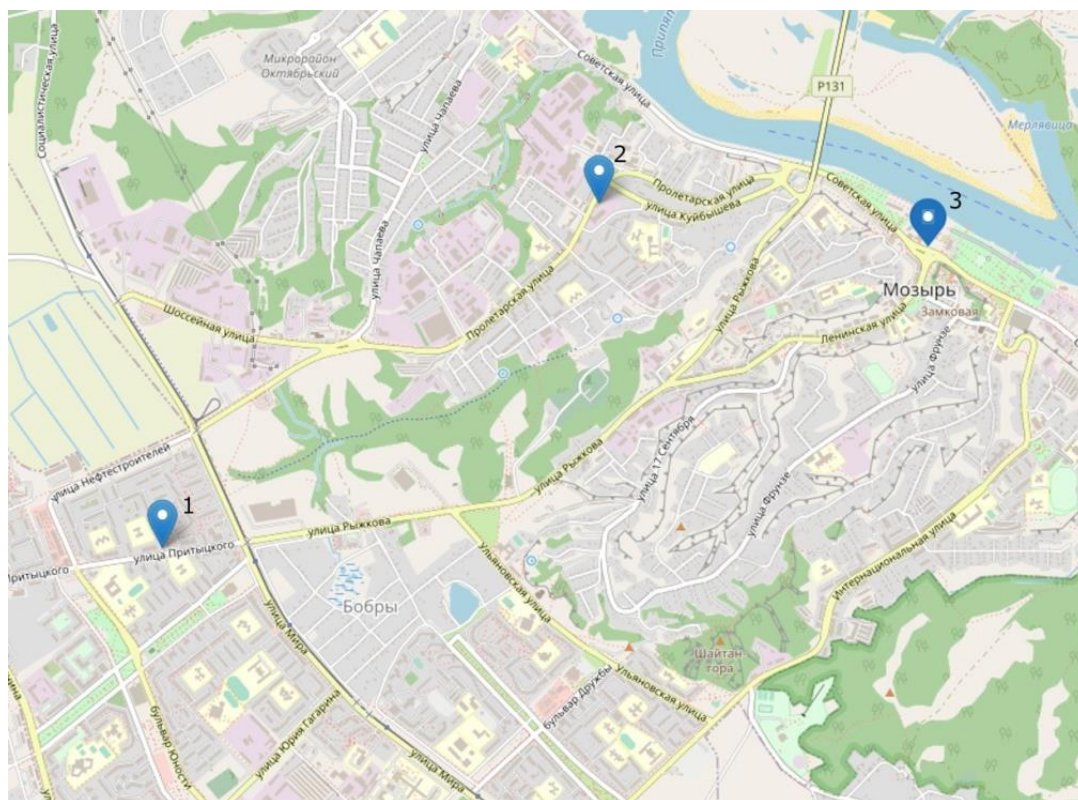 Припять
Микрорайон
Октябрьский
Социалистическая улица
улица Чапаева
Советская улица
P131
Мерлявица
2
Пролетарская улица
улица Куйбышева
Советская улица
3
улица Чапаева
Мозырь
Замковая
Шоссейная улица
Пролетарская улица
улица Рыжкова
Ленинская улица
улица Фрунзе
улица 17 Сентября
улица Нефтестроителей
улица Рыжкова
1
улица Рыжкова
улица Фрунзе
улица Притыцкого
Притыцкого
Интернациональная улица
Ульяновская улица
Бобры
улица Мира
Шайтан-
гора
Ульяновская улица
бульвар Дружбы
бульвар Юности
улица Юрия Гагарина
улица Мира